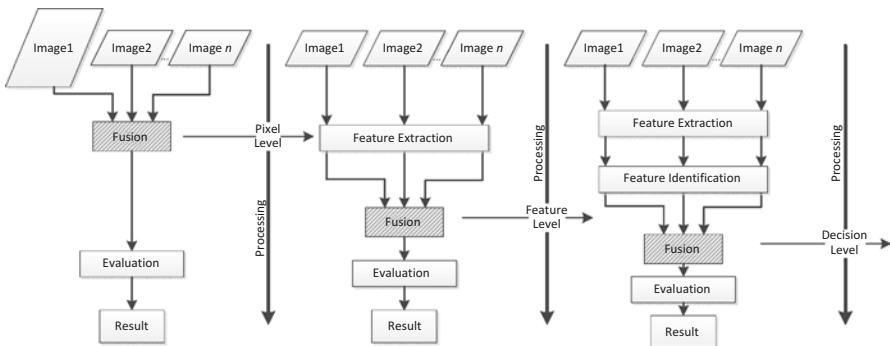 Image1
Image2
...
Image n
Fusion
Evaluation
Result
Pixel
Level
Processing
Image1
Image2
...
Image n
Feature Extraction
Fusion
Evaluation
Result
Processing
Feature
Level
Image1
Image2
...
Image n
Feature Extraction
Feature Identification
Fusion
Evaluation
Result
Processing
Decision
Level